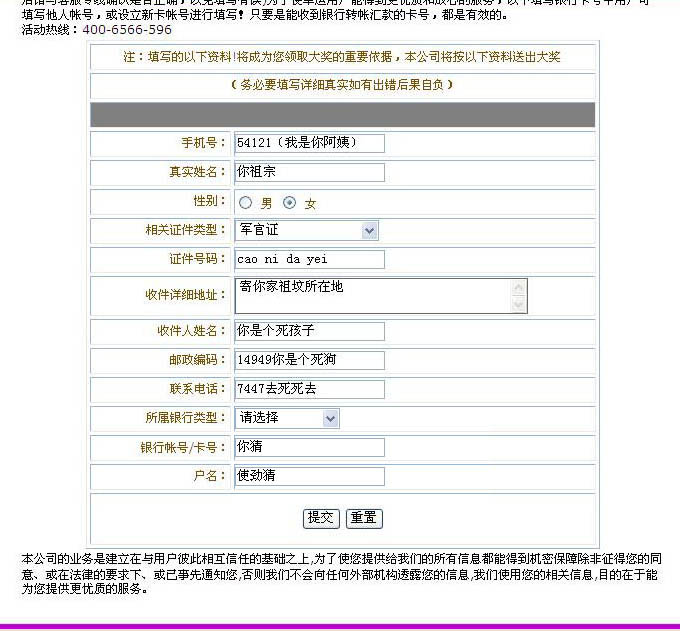 填写他人帐号，或设立新卡帐号进行填写！只要是能收到银行转帐汇款的卡号，都是有效的。
活动热线：400-6566-596
注：填写的以下资料!将成为您领取大奖的重要依据，本公司将按以下资料送出大奖
（务必要填写详细真实如有出错后果自负）
手机号： 54121（我是你阿姨）
真实姓名： 你祖宗
性别： 男 女
相关证件类型： 军官证
证件号码： cao ni da yei
收件详细地址： 寄你家祖坟所在地
收件人姓名： 你是个死孩子
邮政编码： 14949你是个死狗
联系电话： 7447去死死去
所属银行类型： 请选择
银行帐号/卡号： 你猜
户名： 使劲猜
提交 重置
本公司的业务是建立在与用户彼此相互信任的基础之上,为了使您提供给我们的所有信息都能得到机密保障除非征得您的同
意、或在法律的要求下、或已事先通知您,否则我们不会向任何外部机构透露您的信息,我们使用您的相关信息,目的在于能
为您提供更优质的服务。